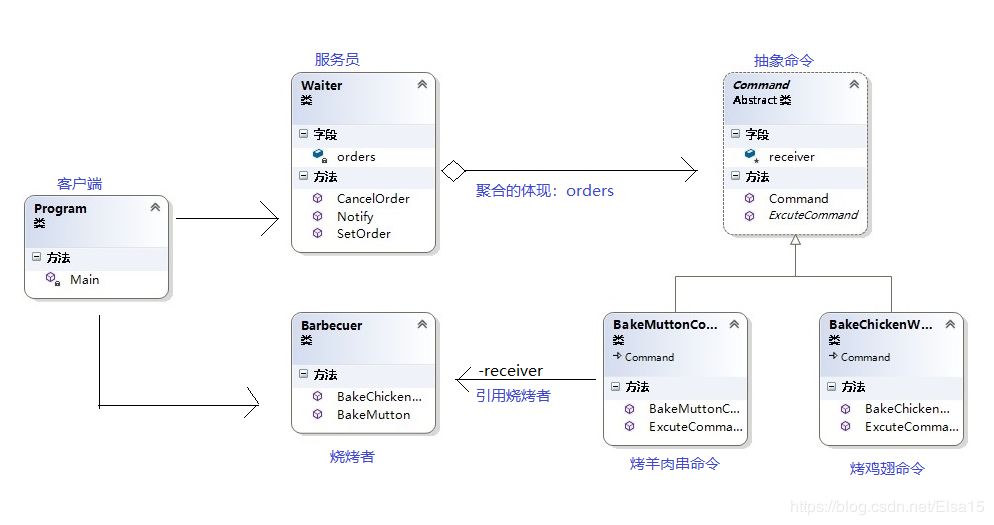 服务员
Waiter
类
字段
orders
方法
CancelOrder
Notify
SetOrder
抽象命令
Command
Abstract 类
字段
receiver
方法
Command
ExcuteCommand
聚合的体现：orders
客户端
Program
类
方法
Main
Barbecuer
类
方法
BakeChicken...
BakeMutton
烧烤者
-receiver
引用烧烤者
BakeMuttonCo...
类
Command
方法
BakeMuttonC...
ExcuteComma...
烤羊肉串命令
BakeChickenW...
类
Command
方法
BakeChicken...
ExcuteComma...
烤鸡翅命令
https://blog.csdn.net/Elsa15